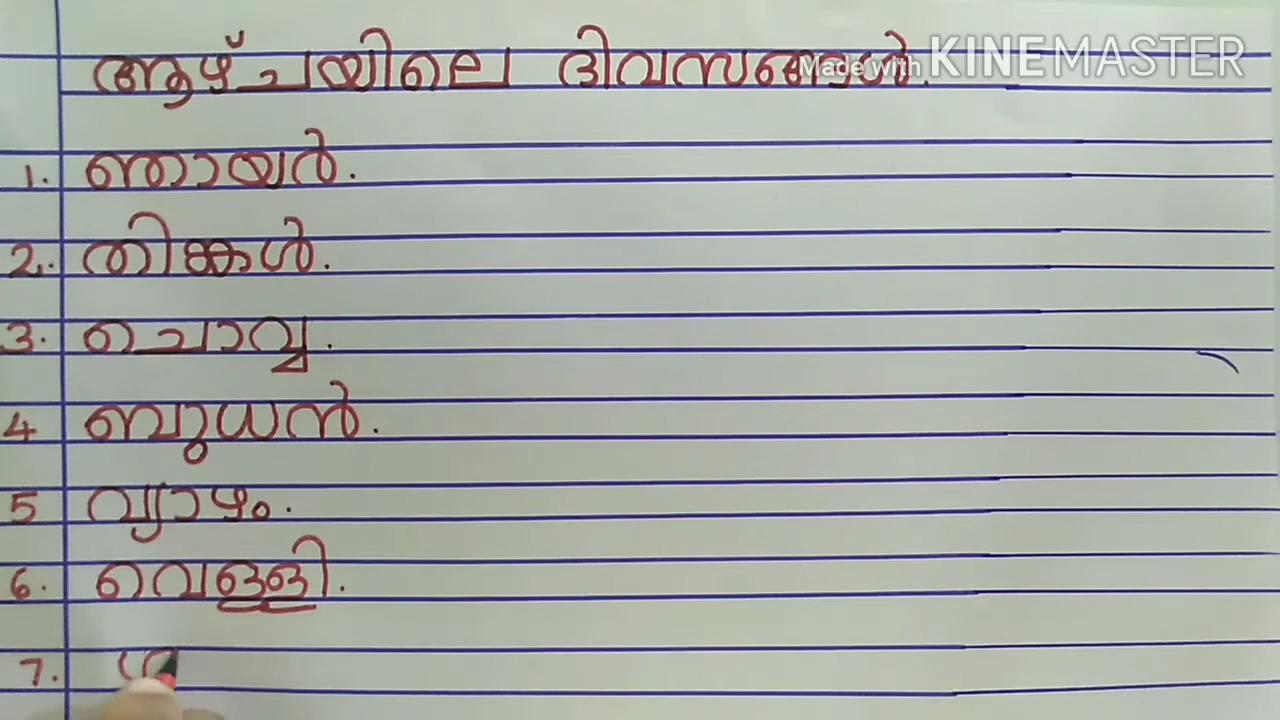 ആഴ്ചയിലെ ദിവസങ്ങൾ.
Made with KINEMASTER
1. ഞായർ.
2. തിങ്കൾ.
3. ചൊവ്വ.
4 ബുധൻ.
5 വ്യാഴം.
6. വെള്ളി.
7.